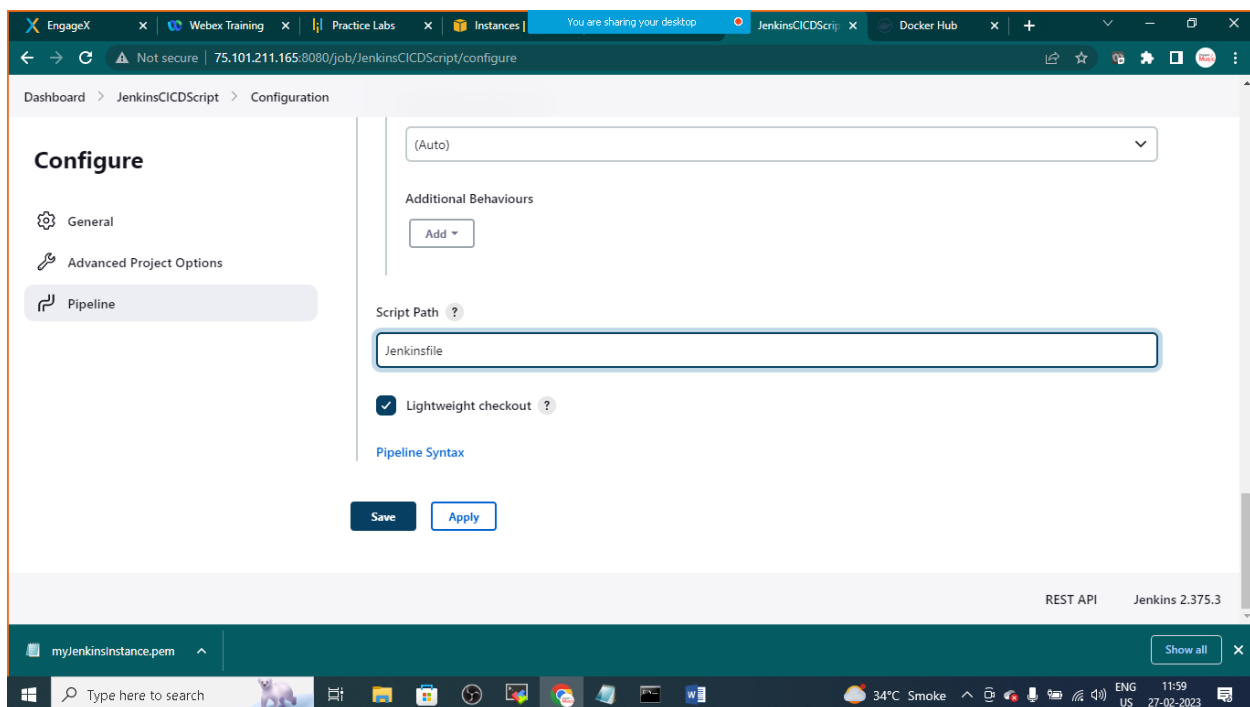 EngageX
Webex Training
Practice Labs
Instances |
You are sharing your desktop
JenkinsCICDScrip
Docker Hub
Not secure | 75.101.211.165:8080/job/JenkinsCICDScript/configure
Dashboard > JenkinsCICDScript > Configuration
Configure
General
Advanced Project Options
Pipeline
(Auto)
Additional Behaviours
Add
Script Path ?
Jenkinsfile
Lightweight checkout ?
Pipeline Syntax
Save
Apply
REST API
Jenkins 2.375.3
myJenkinsInstance.pem
Show all
Type here to search
34°C Smoke
ENG
US
11:59
27-02-2023